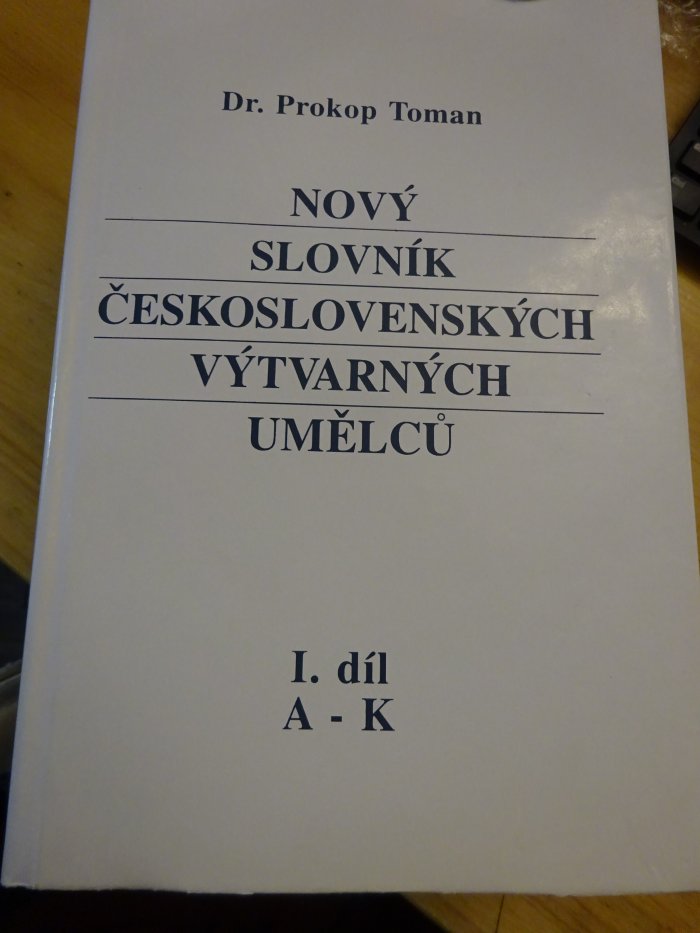 Dr. Prokop Toman
NOVÝ
SLOVNÍK
ČESKOSLOVENSKÝCH
VÝTVARNÝCH
UMĚLCŮ
I. díl
A - K